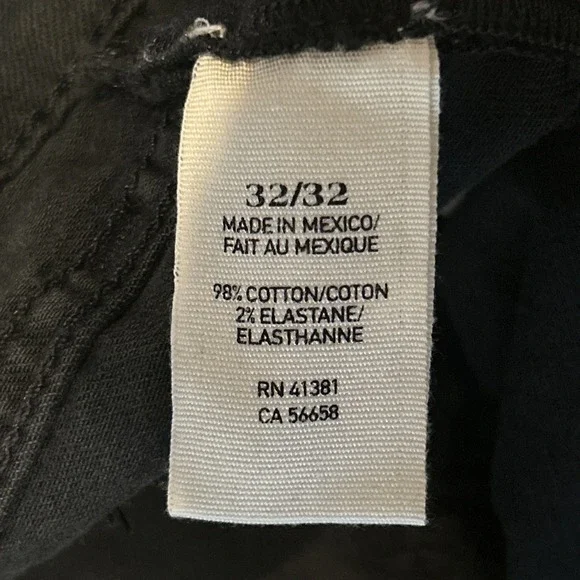 32/32
MADE IN MEXICO/
FAIT AU MEXIQUE
98% COTTON/COTON
2% ELASTANE/
ELASTHANNE
RN 41381
CA 56658